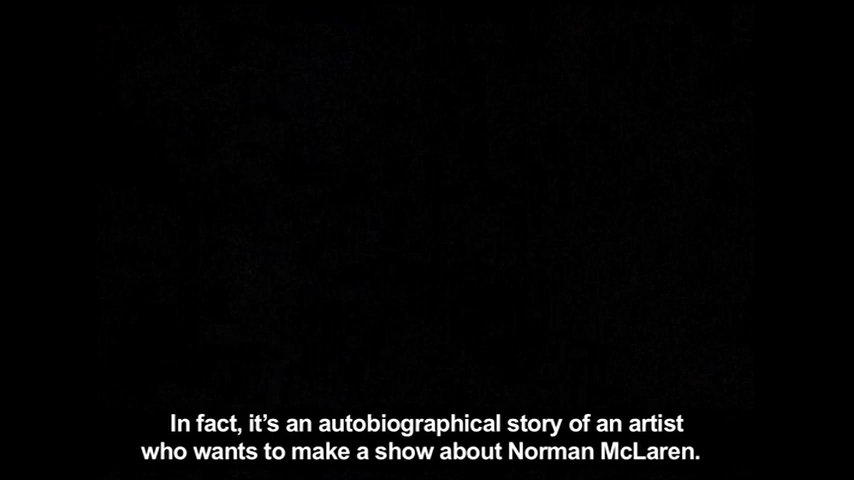 In fact, it’s an autobiographical story of an artist
who wants to make a show about Norman McLaren.